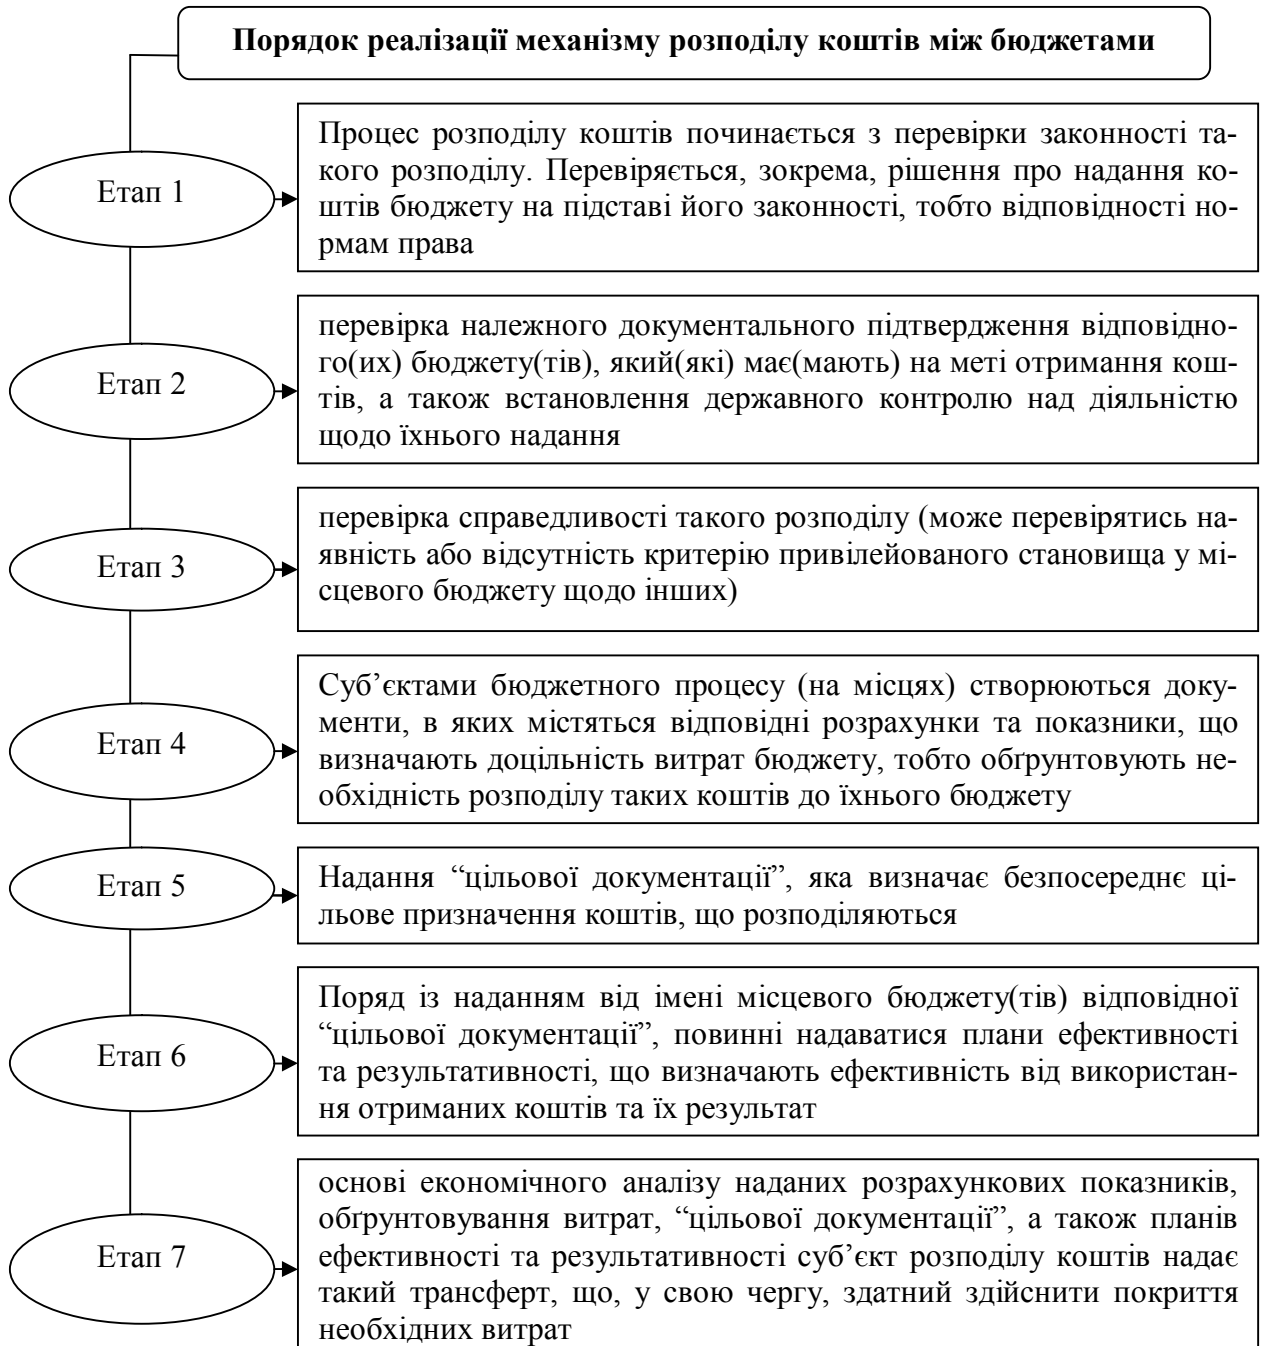 Порядок реалізації механізму розподілу коштів між бюджетами
Етап 1
Процес розподілу коштів починається з перевірки законності та-
кого розподілу. Перевіряється, зокрема, рішення про надання ко-
штів бюджету на підставі його законності, тобто відповідності но-
рмам права
Етап 2
перевірка належного документального підтвердження відповідно-
го(их) бюджету(тів), який(які) має(мають) на меті отримання кош-
тів, а також встановлення державного контролю над діяльністю
щодо їхнього надання
Етап 3
перевірка справедливості такого розподілу (може перевірятись на-
явність або відсутність критерію привілейованого становища у мі-
сцевого бюджету щодо інших)
Етап 4
Суб’єктами бюджетного процесу (на місцях) створюються доку-
менти, в яких містяться відповідні розрахунки та показники, що
визначають доцільність витрат бюджету, тобто обґрунтовують не-
обхідність розподілу таких коштів до їхнього бюджету
Етап 5
Надання “цільової документації”, яка визначає безпосереднє ці-
льове призначення коштів, що розподіляються
Етап 6
Поряд із наданням від імені місцевого бюджету(тів) відповідної
“цільової документації”, повинні надаватися плани ефективності
та результативності, що визначають ефективність від використан-
ня отриманих коштів та їх результат
Етап 7
основі економічного аналізу наданих розрахункових показників,
обґрунтовування витрат, “цільової документації”, а також планів
ефективності та результативності суб’єкт розподілу коштів надає
такий трансферт, що, у свою чергу, здатний здійснити покриття
необхідних витрат